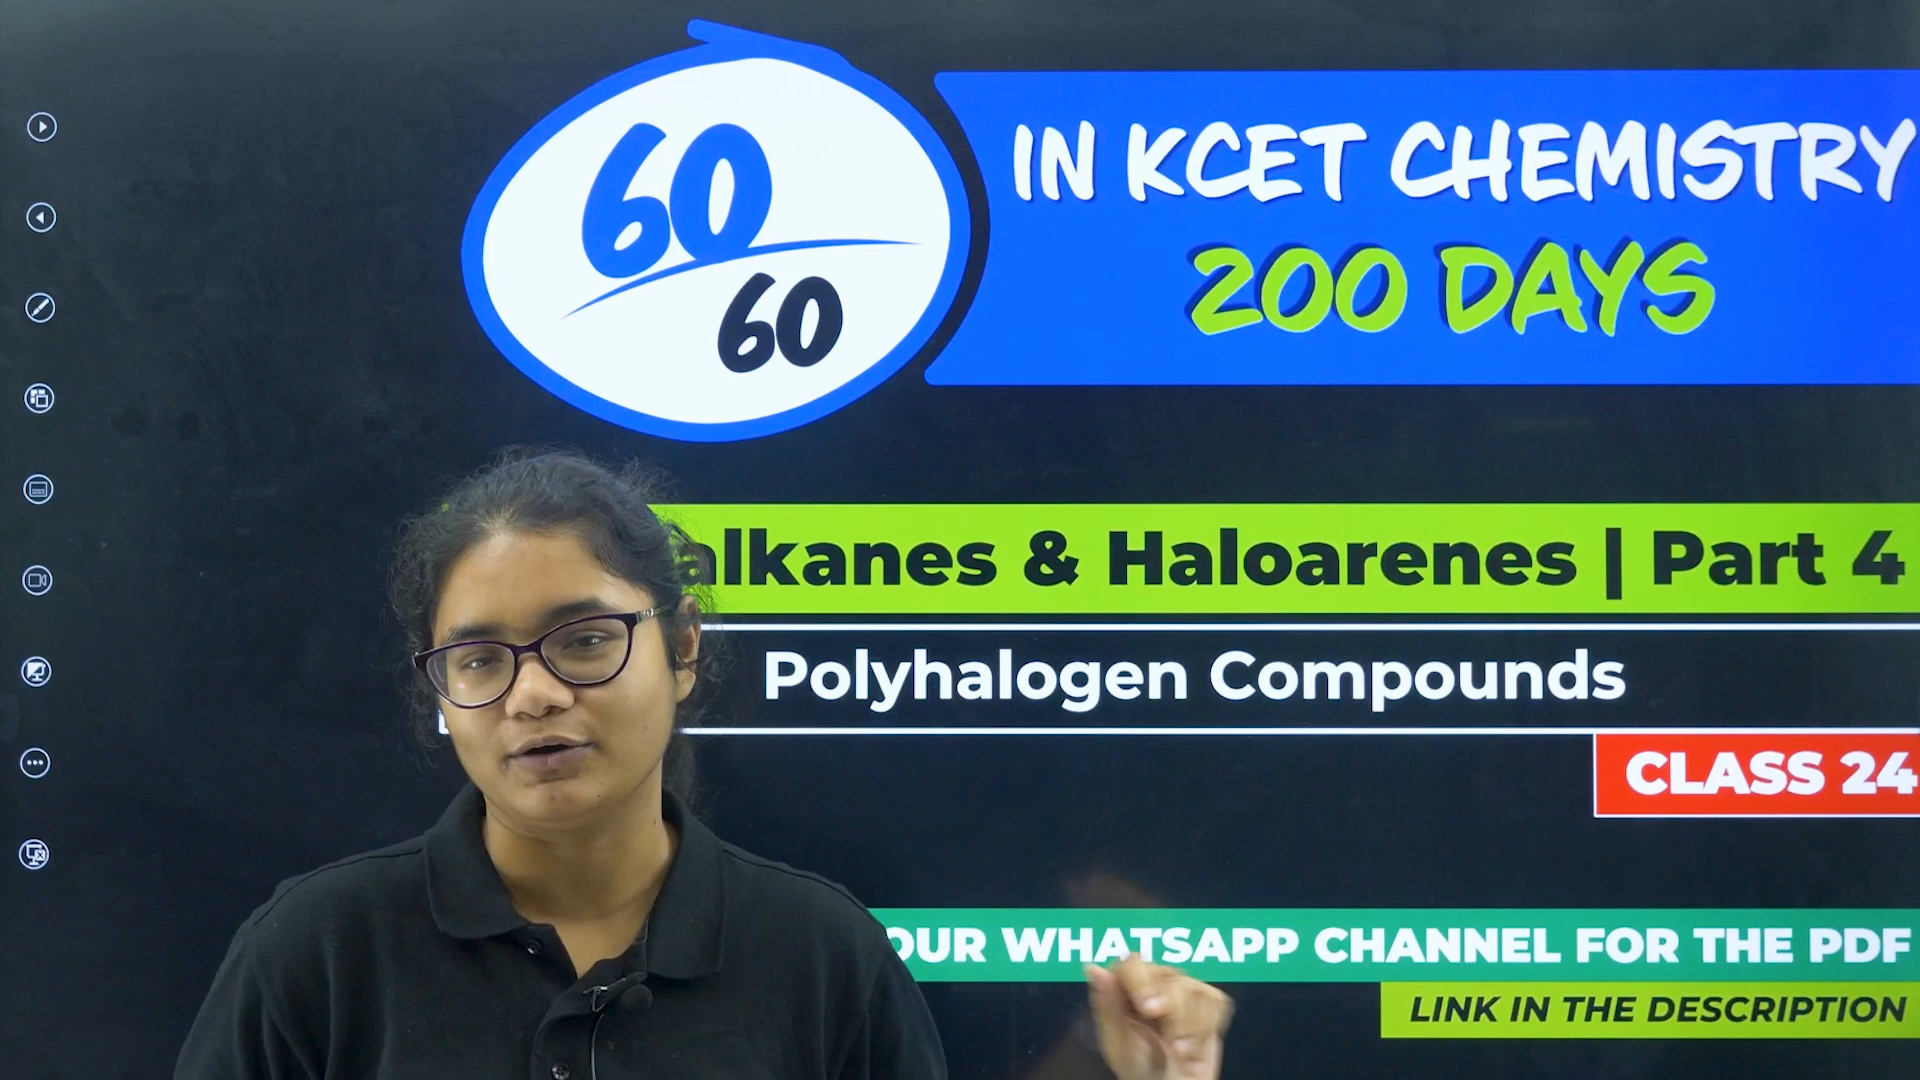 60
60
IN KCET CHEMISTRY
200 DAYS
alkanes & Haloarenes | Part 4
Polyhalogen Compounds
CLASS 24
OUR WHATSAPP CHANNEL FOR THE PDF
LINK IN THE DESCRIPTION